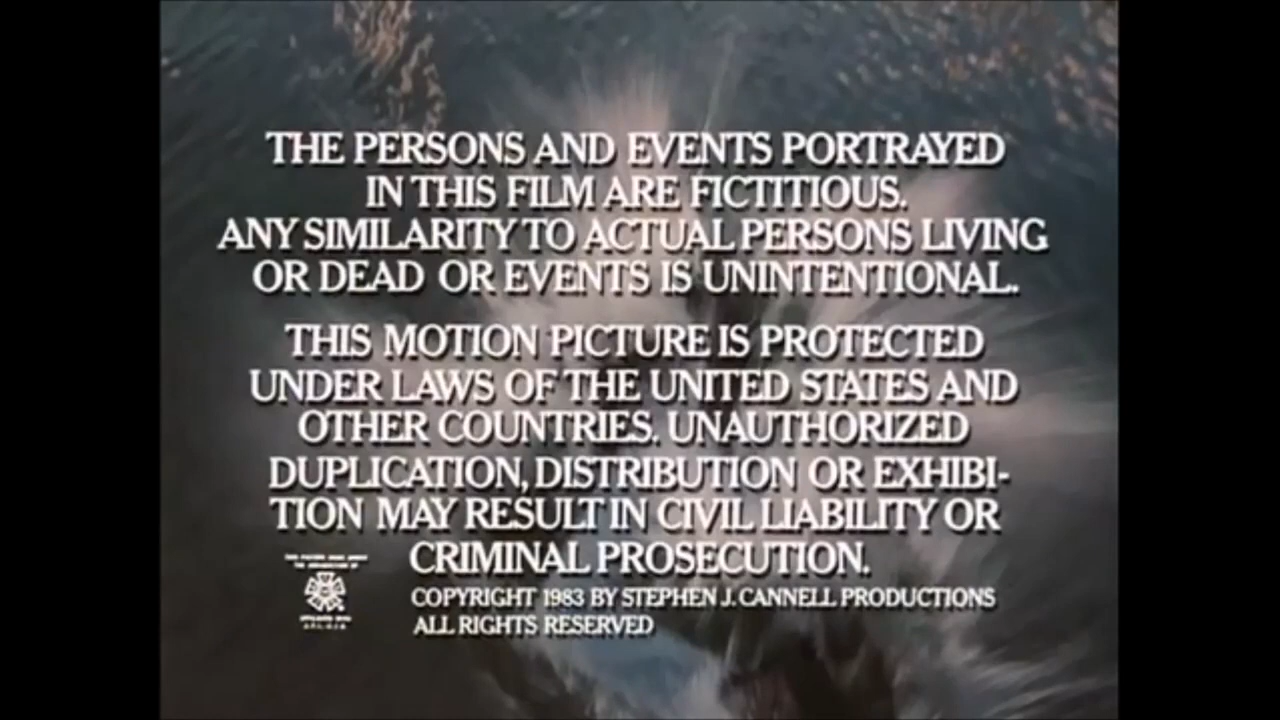 THE PERSONS AND EVENTS PORTRAYED
IN THIS FILM ARE FICTITIOUS.
ANY SIMILARITY TO ACTUAL PERSONS LIVING
OR DEAD OR EVENTS IS UNINTENTIONAL.
THIS MOTION PICTURE IS PROTECTED
UNDER LAWS OF THE UNITED STATES AND
OTHER COUNTRIES. UNAUTHORIZED
DUPLICATION, DISTRIBUTION OR EXHIBI-
TION MAY RESULT IN CIVIL LIABILITY OR
CRIMINAL PROSECUTION.
COPYRIGHT 1983 BY STEPHEN J. CANNELL PRODUCTIONS
ALL RIGHTS RESERVED